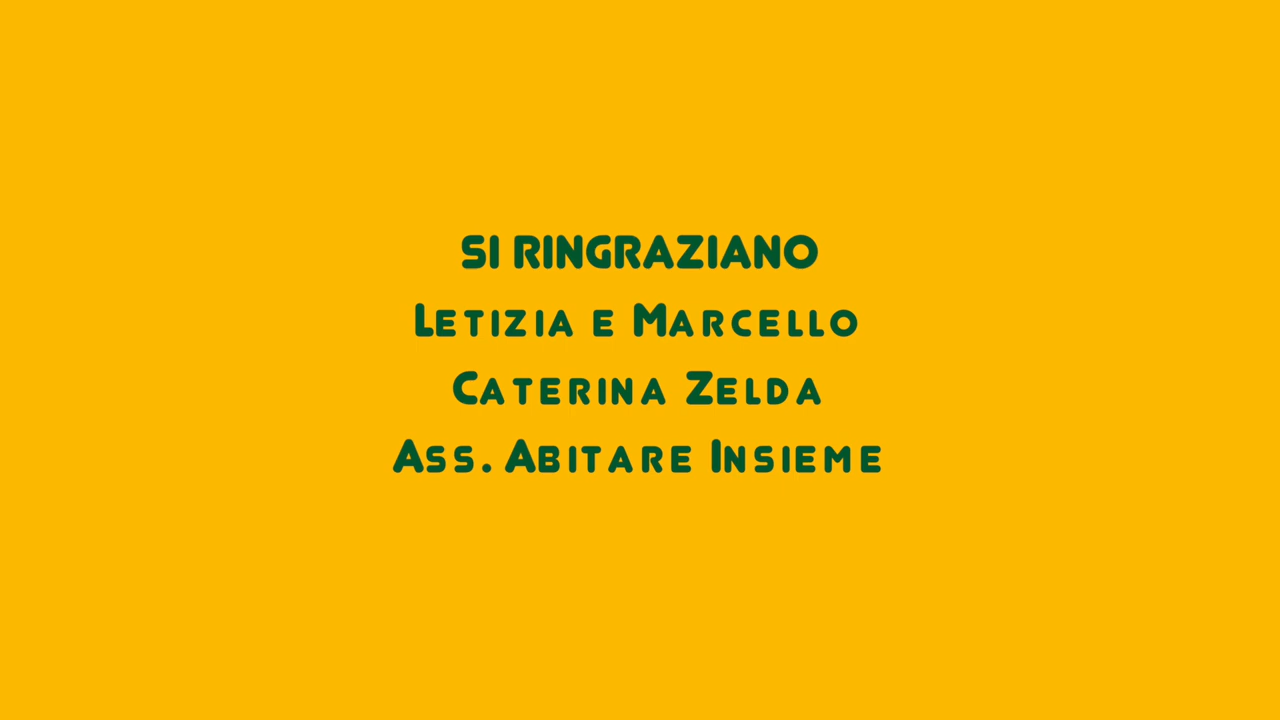 SI RINGRAZIANO
Letizia e Marcello
Caterina Zelda
Ass. Abitare Insieme